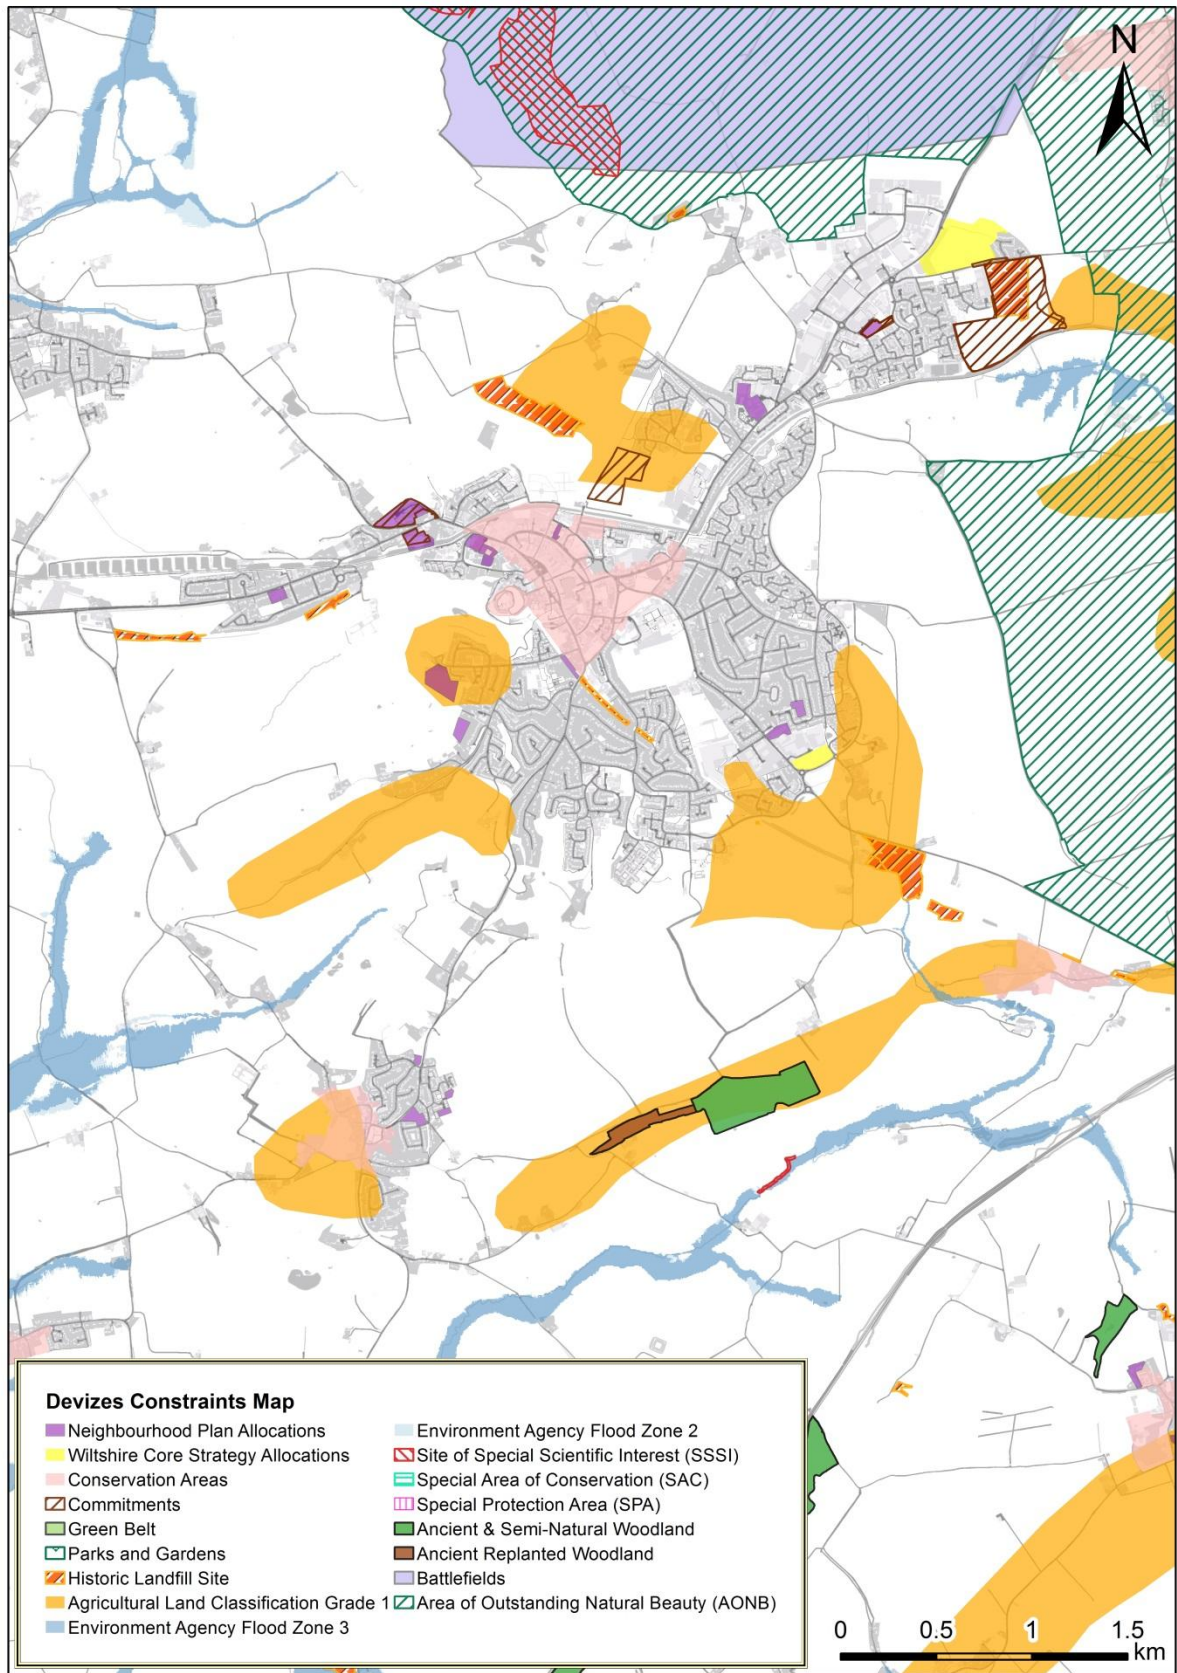 N
Devizes Constraints Map
Neighbourhood Plan Allocations
Wiltshire Core Strategy Allocations
Conservation Areas
Commitments
Green Belt
Parks and Gardens
Historic Landfill Site
Agricultural Land Classification Grade 1
Environment Agency Flood Zone 3
Environment Agency Flood Zone 2
Site of Special Scientific Interest (SSSI)
Special Area of Conservation (SAC)
Special Protection Area (SPA)
Ancient & Semi-Natural Woodland
Ancient Replanted Woodland
Battlefields
Area of Outstanding Natural Beauty (AONB)
0 0.5 1 1.5
km